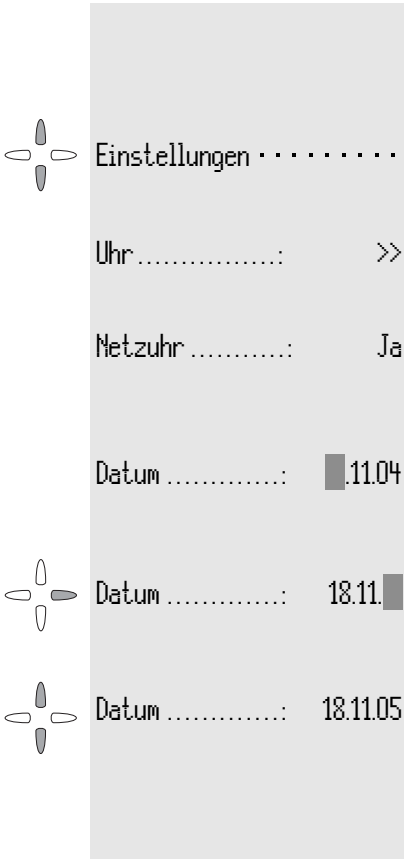 Einstellungen · · · · · · · · ·
Uhr................: >>
Netzuhr ...........: Ja
Datum .............: .11.04
Datum .............: 18.11.
Datum .............: 18.11.05